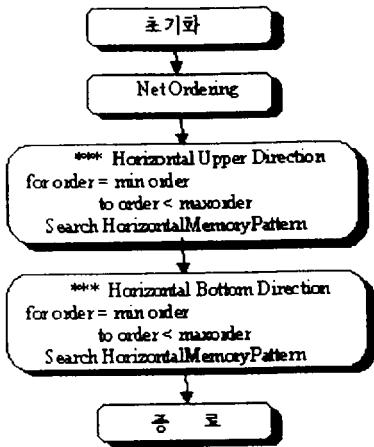 초기화
Net Ordering
*** Horizontal Upper Direction
for order = min order
to order < maxorder
Search HorizontalMemoryPattern
*** Horizontal Bottom Direction
for order = min order
to order < maxorder
Search HorizontalMemoryPattern
종 료